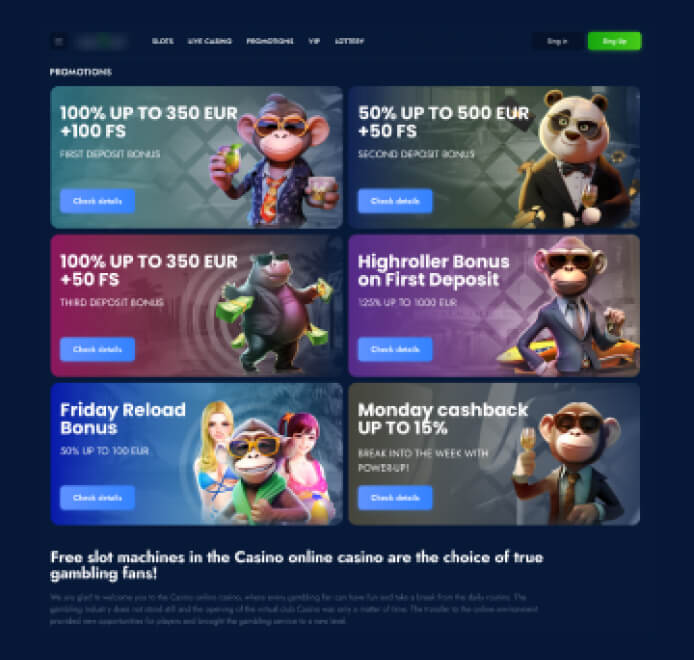 SLOTS LIVE CASINO PROMOTIONS VIP LOTTERY Sing in Sing Up
PROMOTIONS
100% UP TO 350 EUR
+100 FS
FIRST DEPOSIT BONUS
Check details
50% UP TO 500 EUR
+50 FS
SECOND DEPOSIT BONUS
Check details
100% UP TO 350 EUR
+50 FS
THIRD DEPOSIT BONUS
Check details
Highroller Bonus
on First Deposit
125% UP TO 1000 EUR
Check details
Friday Reload
Bonus
50% UP TO 100 EUR
Check details
Monday cashback
UP TO 15%
BREAK INTO THE WEEK WITH
POWER-UP!
Check details
Free slot machines in the Casino online casino are the choice of true
gambling fans!
We are glad to welcome you to the Casino online casino, where every gambling fan can have fun and take a break from the daily routine. The
gambling industry does not stand still and the opening of the virtual club Casino was only a matter of time. The transfer to the online environment
provided new opportunities for players and brought the gambling service to a new level.